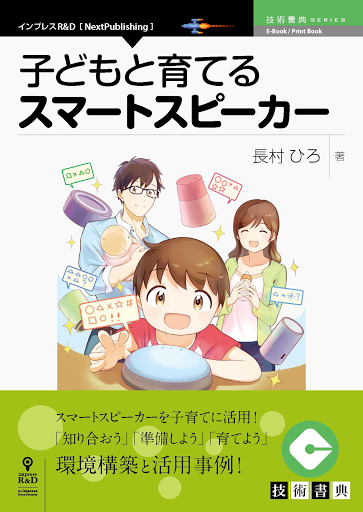 インプレスR&D [ NextPublishing ]
技術書典 SERIES
E-Book / Print Book
子どもと育てる
スマートスピーカー
長村 ひろ 著
□×△○
□☆○
×△○
□△○×
○□☆◇
△×○?
○△×☆#
□○!!
△×※?
スマートスピーカーを子育てに活用!
「知り合おう」「準備しよう」「育てよう」
環境構築と活用事例!
impress
R&D
技術書典